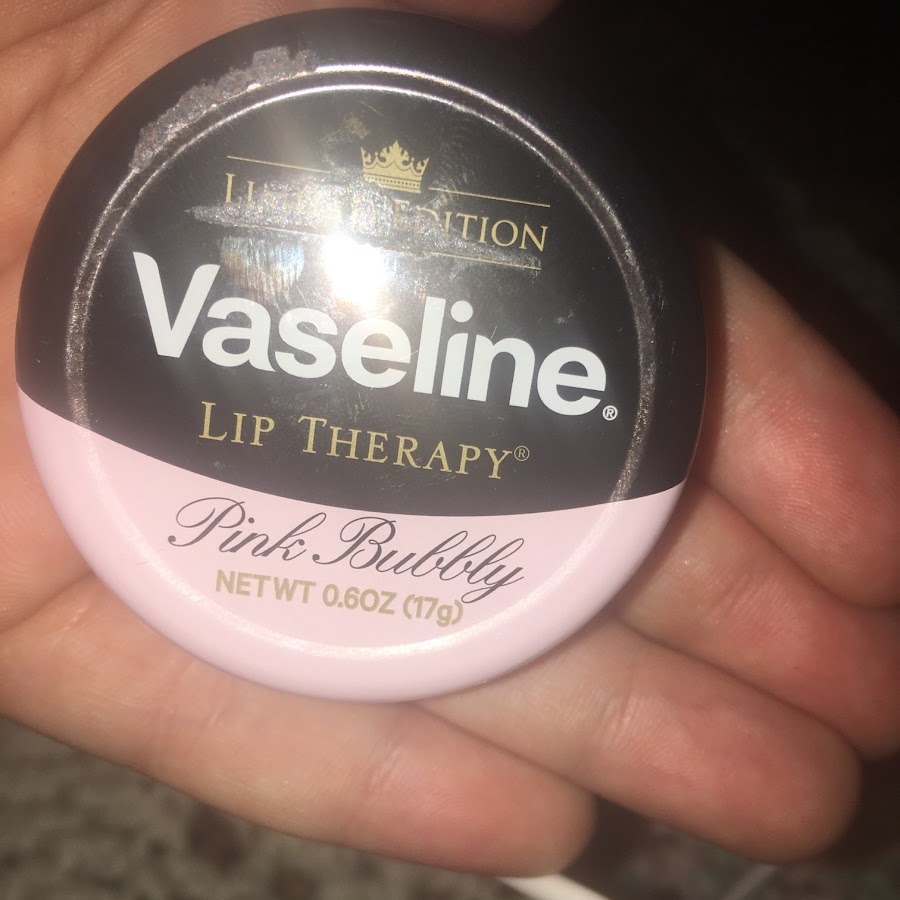 EDITION
Vaseline®
LIP THERAPY®
Pink Bubbly
NET WT 0.6OZ (17g)